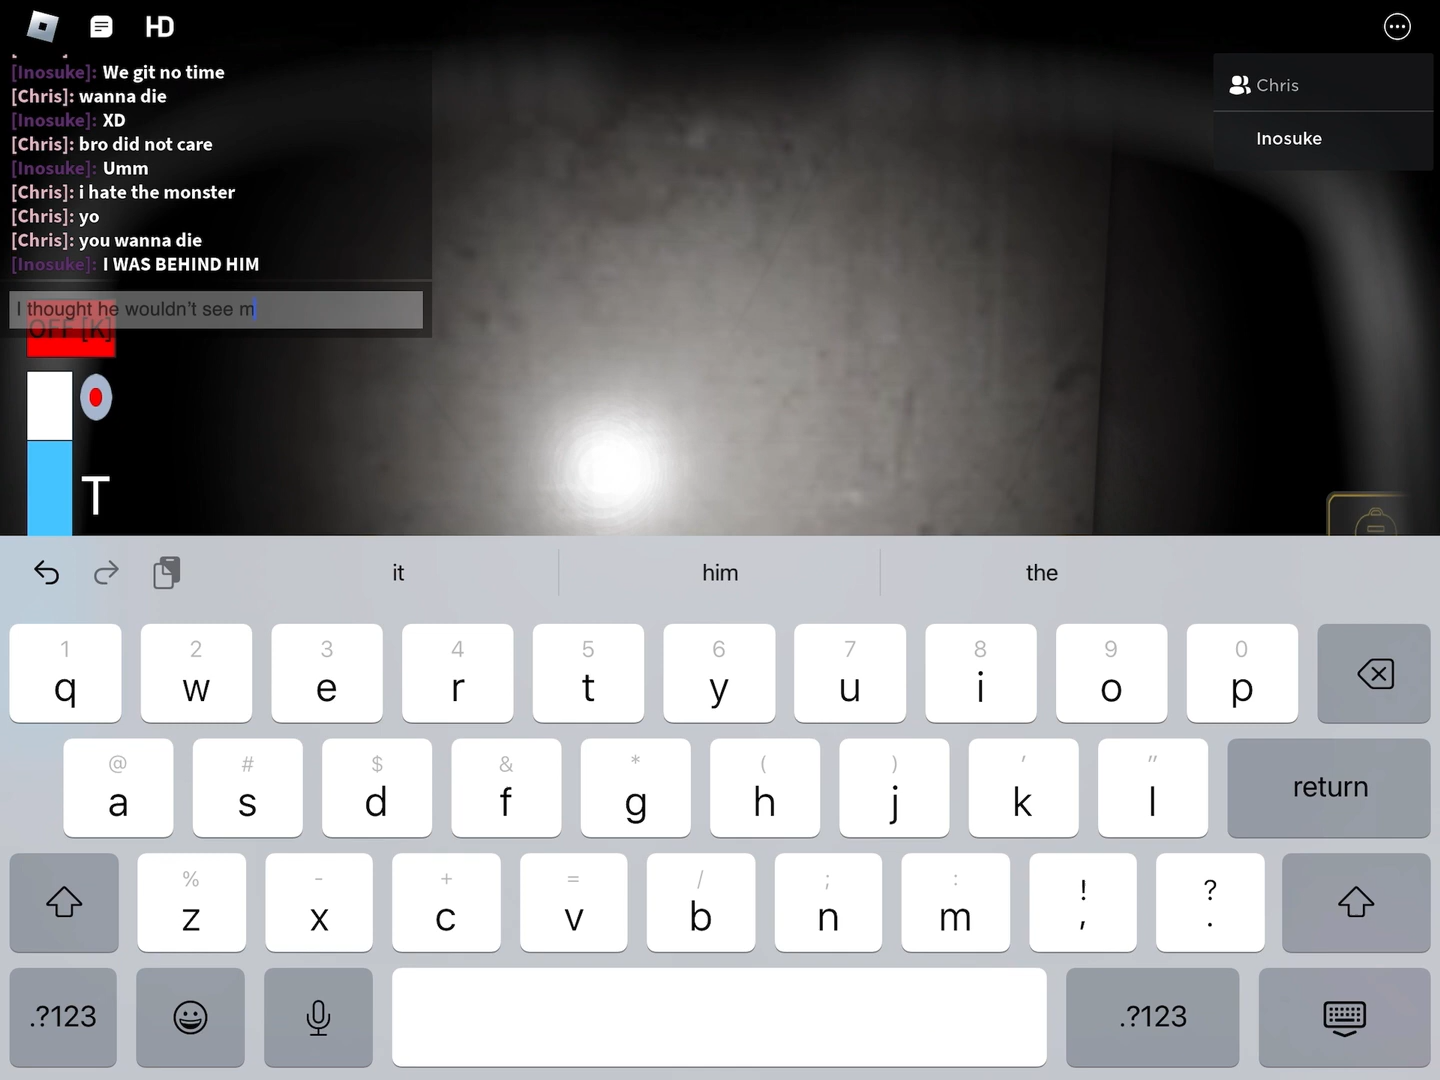 HD
[Inosuke]: We git no time
[Chris]: wanna die
[Inosuke]: XD
[Chris]: bro did not care
[Inosuke]: Umm
[Chris]: i hate the monster
[Chris]: yo
[Chris]: you wanna die
[Inosuke]: I WAS BEHIND HIM
I thought he wouldn't see m
OFF [K]
T
Chris
Inosuke
it him the
1 2 3 4 5 6 7 8 9 0
q w e r t y u i o p
@ # $ & * ( ) ' "
a s d f g h j k l return
% - + = / ; : ! ?
z x c v b n m , .
.?123 .?123